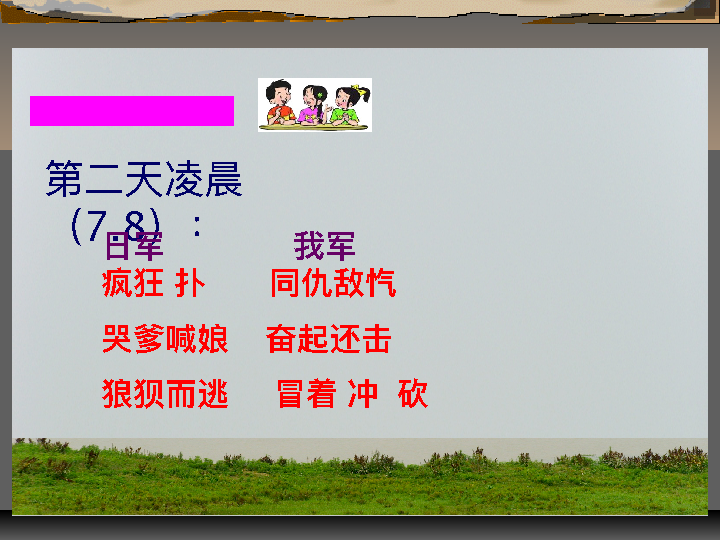 第二天凌晨
（7.8）：
日军 我军
疯狂 扑 同仇敌忾
哭爹喊娘 奋起还击
狼狈而逃 冒着 冲 砍